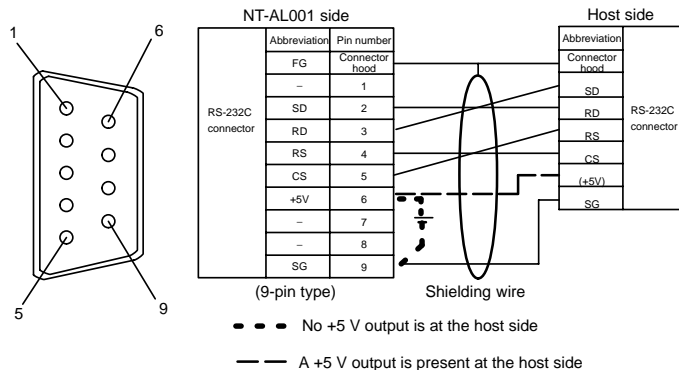 NT-AL001 side
Host side
1
6
5
9
Abbreviation Pin number
FG Connector hood
– 1
SD 2
RD 3
RS 4
CS 5
+5V 6
– 7
– 8
SG 9
RS-232C connector
(9-pin type)
Shielding wire
Abbreviation
Connector hood
SD
RD
RS
CS
(+5V)
SG
RS-232C connector
No +5 V output is at the host side
A +5 V output is present at the host side